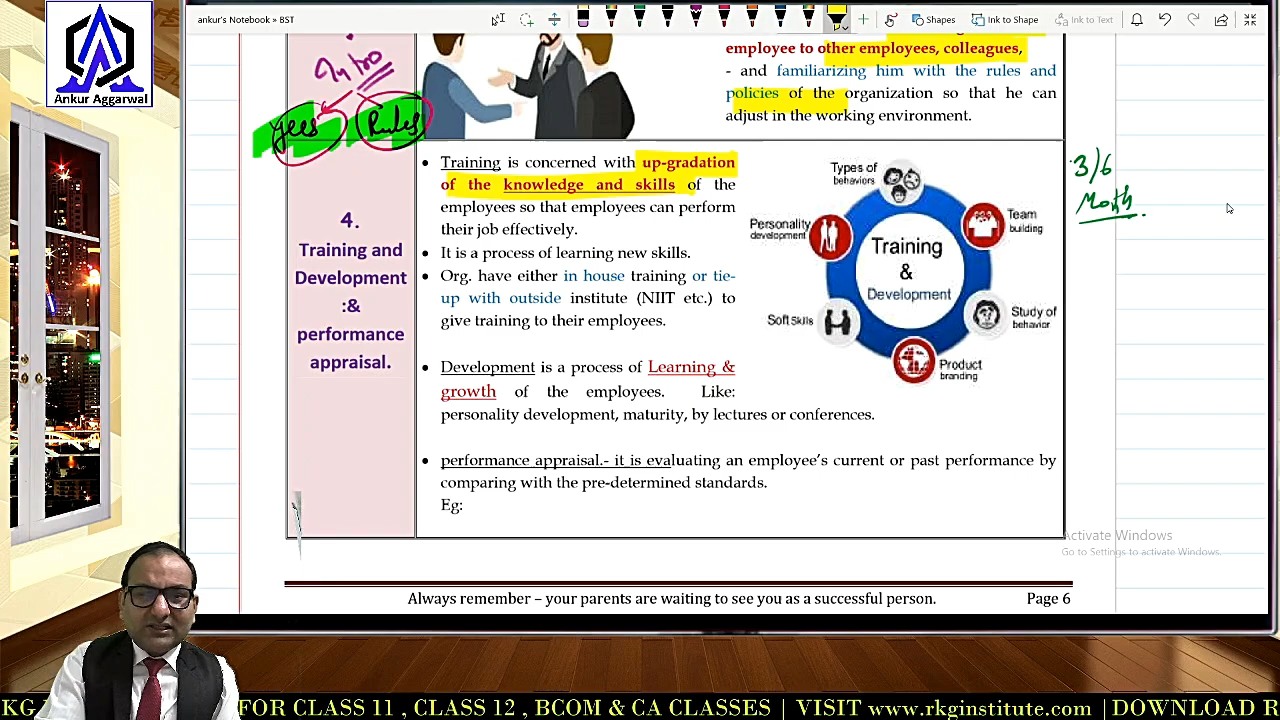 ankur's Notebook » BST
Shapes
Ink to Shape
Ink to Text
Ankur Aggarwal
Intro
yees
Rules
employee to other employees, colleagues,
- and familiarizing him with the rules and
policies of the organization so that he can
adjust in the working environment.
4.
Training and
Development
:&
performance
appraisal.
• Training is concerned with up-gradation
of the knowledge and skills of the
employees so that employees can perform
their job effectively.
• It is a process of learning new skills.
• Org. have either in house training or tie-
up with outside institute (NIIT etc.) to
give training to their employees.
• Development is a process of Learning &
growth of the employees. Like:
personality development, maturity, by lectures or conferences.
• performance appraisal.- it is evaluating an employee's current or past performance by
comparing with the pre-determined standards.
Eg:
Types of
behaviors
Team
building
Personality
development
Training
&
Development
Soft Skills
Study of
behavior
Product
branding
3/6
Month
Activate Windows
Go to Settings to activate Windows.
Always remember – your parents are waiting to see you as a successful person.
Page 6
KG
FOR CLASS 11 , CLASS 12 , BCOM & CA CLASSES | VISIT www.rkginstitute.com |DOWNLOAD R